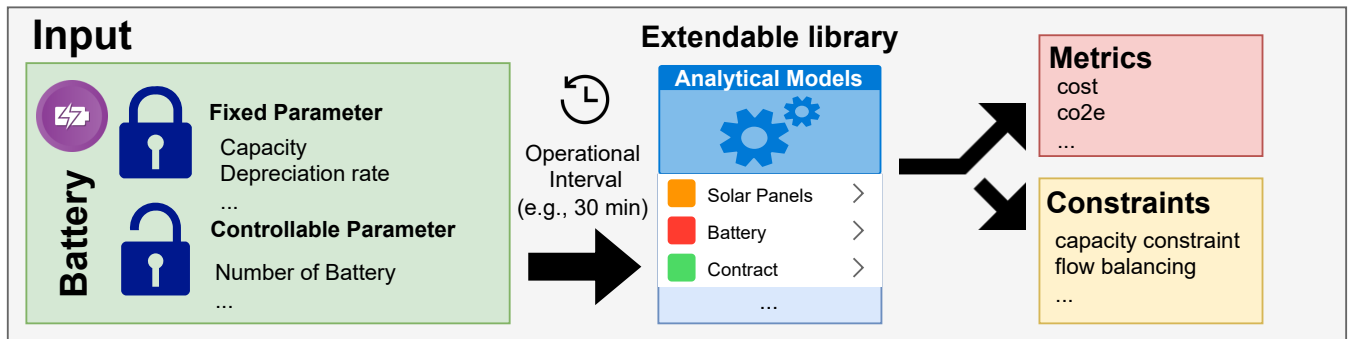 Input
Battery
Fixed Parameter
Capacity
Depreciation rate
...
Controllable Parameter
Number of Battery
...
Operational
Interval
(e.g., 30 min)
Extendable library
Analytical Models
Solar Panels
Battery
Contract
...
Metrics
cost
co2e
...
Constraints
capacity constraint
flow balancing
...